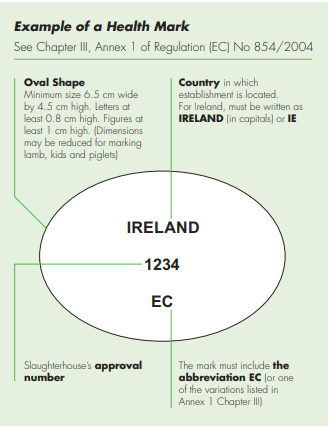 Example of a Health Mark
See Chapter III, Annex 1 of Regulation (EC) No 854/2004
Oval Shape
Minimum size 6.5 cm wide
by 4.5 cm high. Letters at
least 0.8 cm high. Figures at
least 1 cm high. (Dimensions
may be reduced for marking
lamb, kids and piglets)
Country in which
establishment is located.
For Ireland, must be written as
IRELAND (in capitals) or IE
IRELAND
1234
EC
Slaughterhouse's approval
number
The mark must include the
abbreviation EC (or one
of the variations listed in
Annex 1 Chapter III)